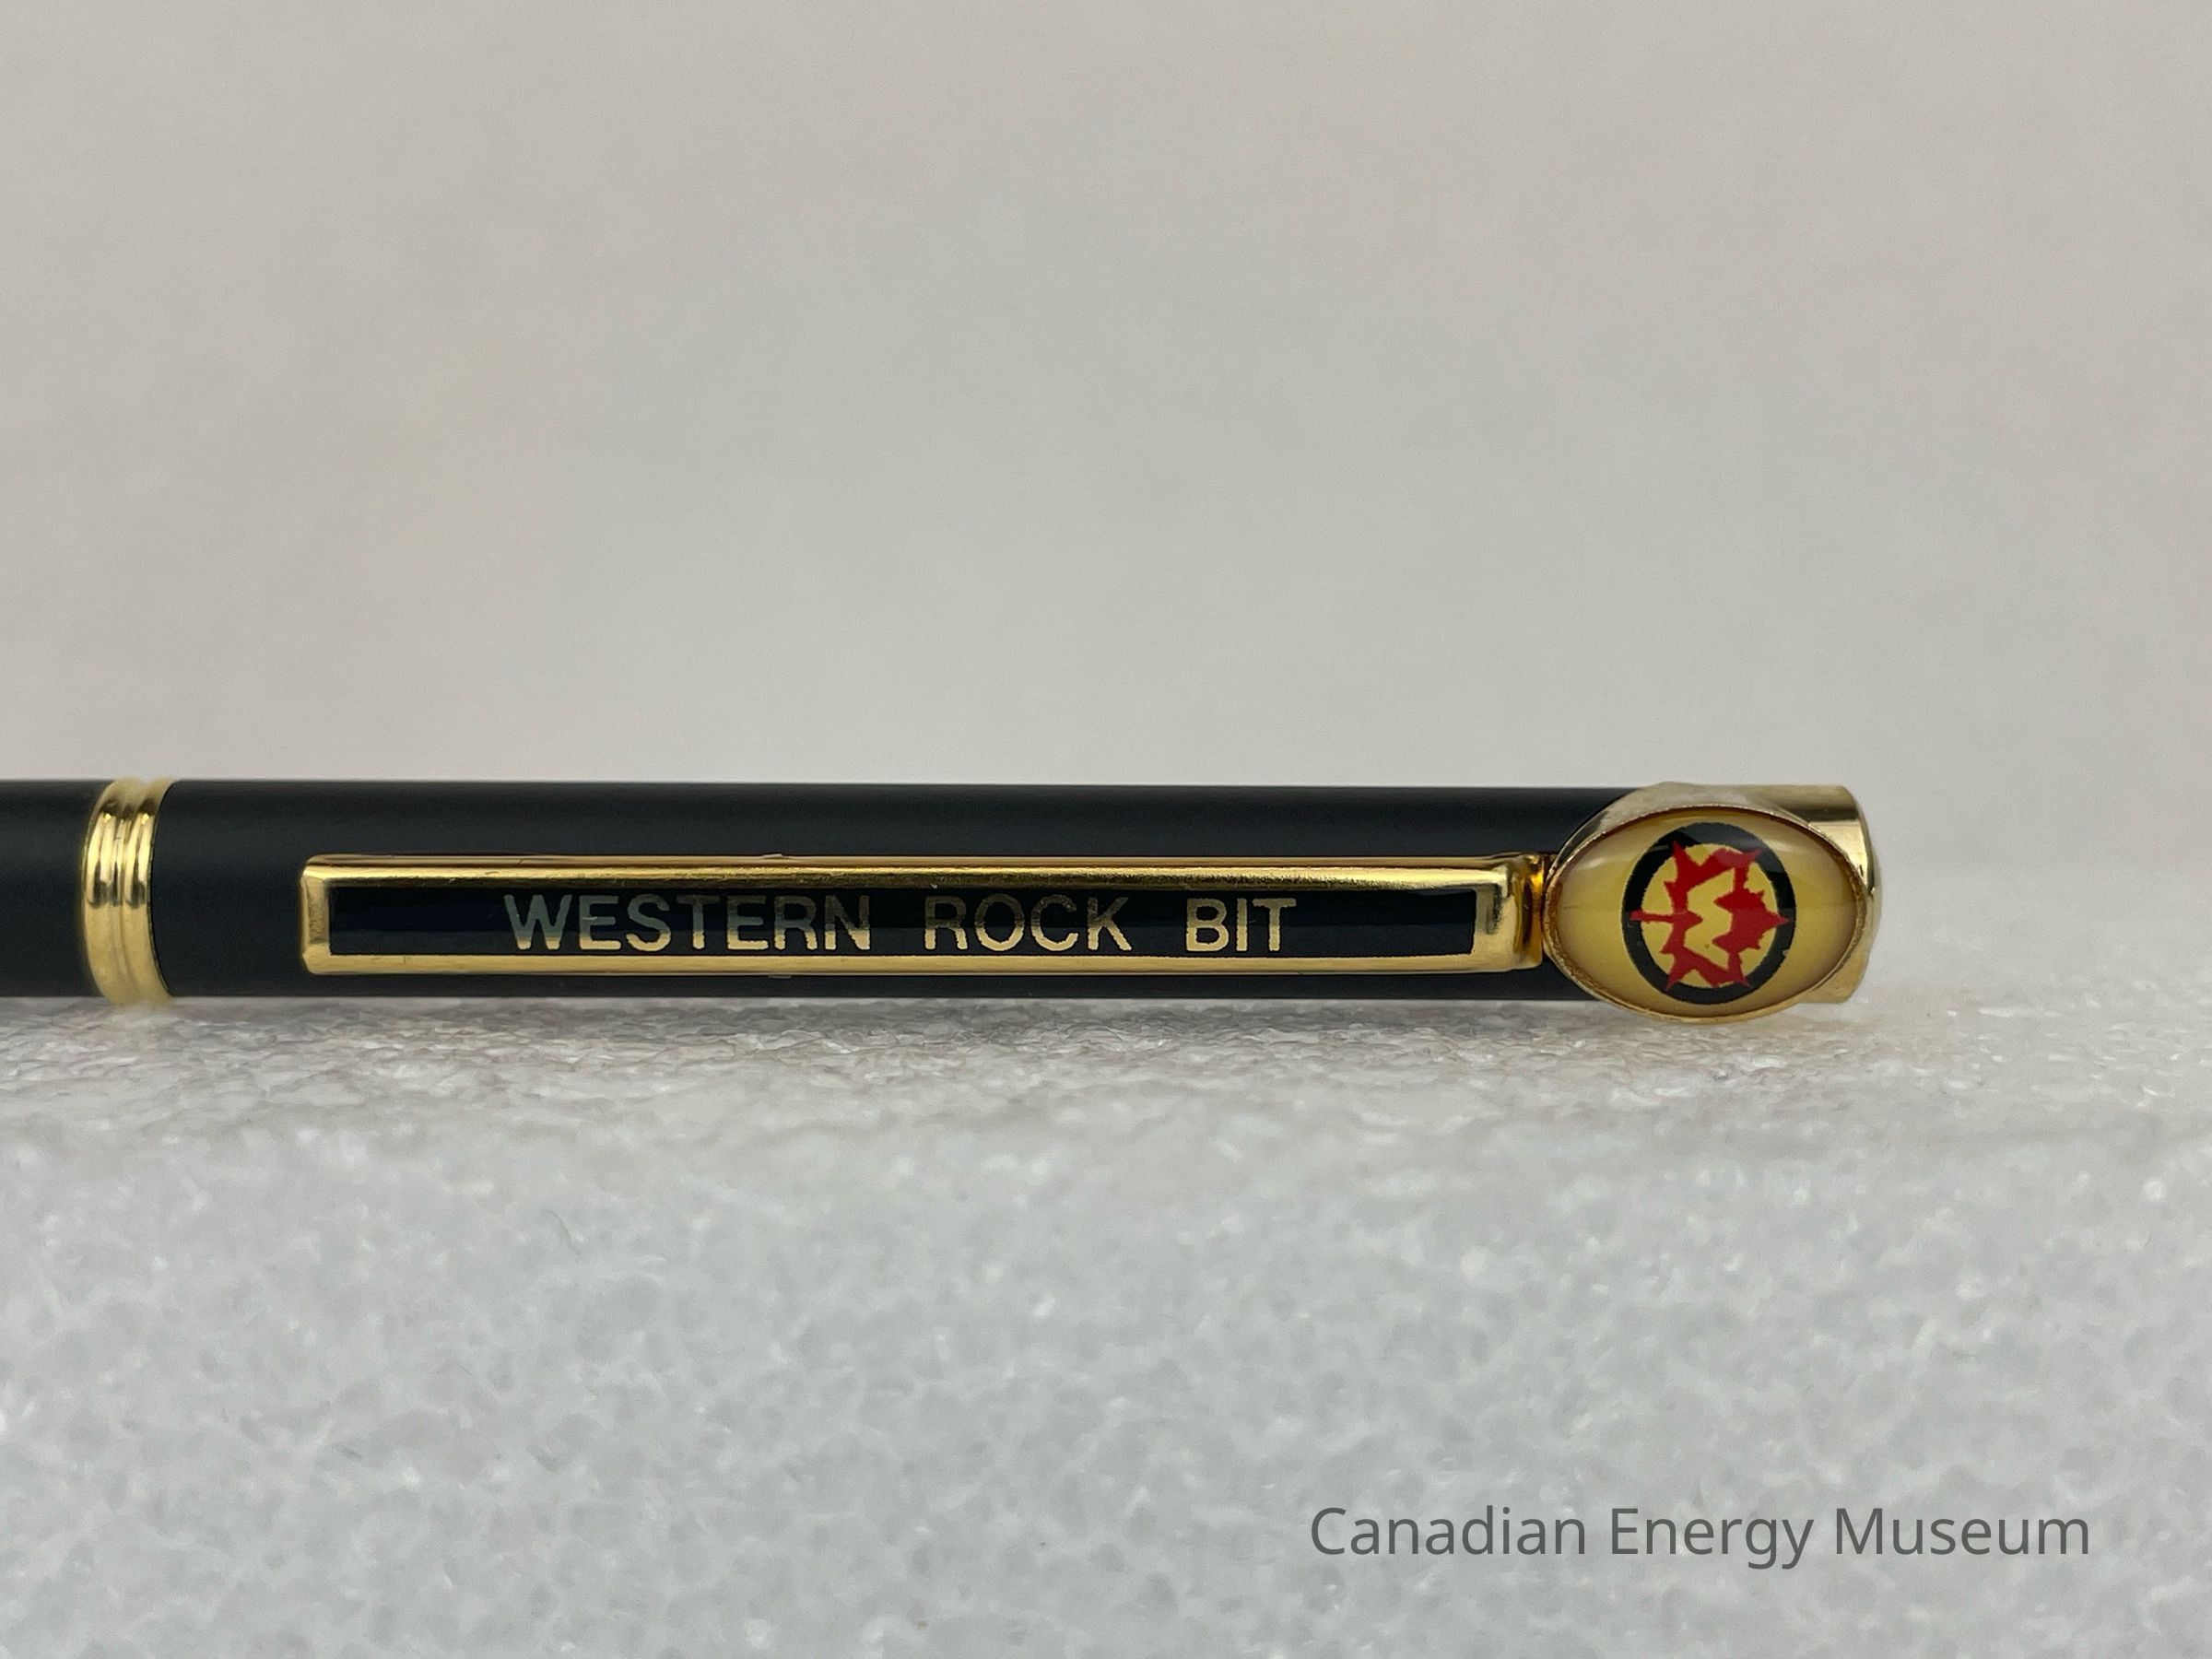 WESTERN ROCK BIT
Canadian Energy Museum